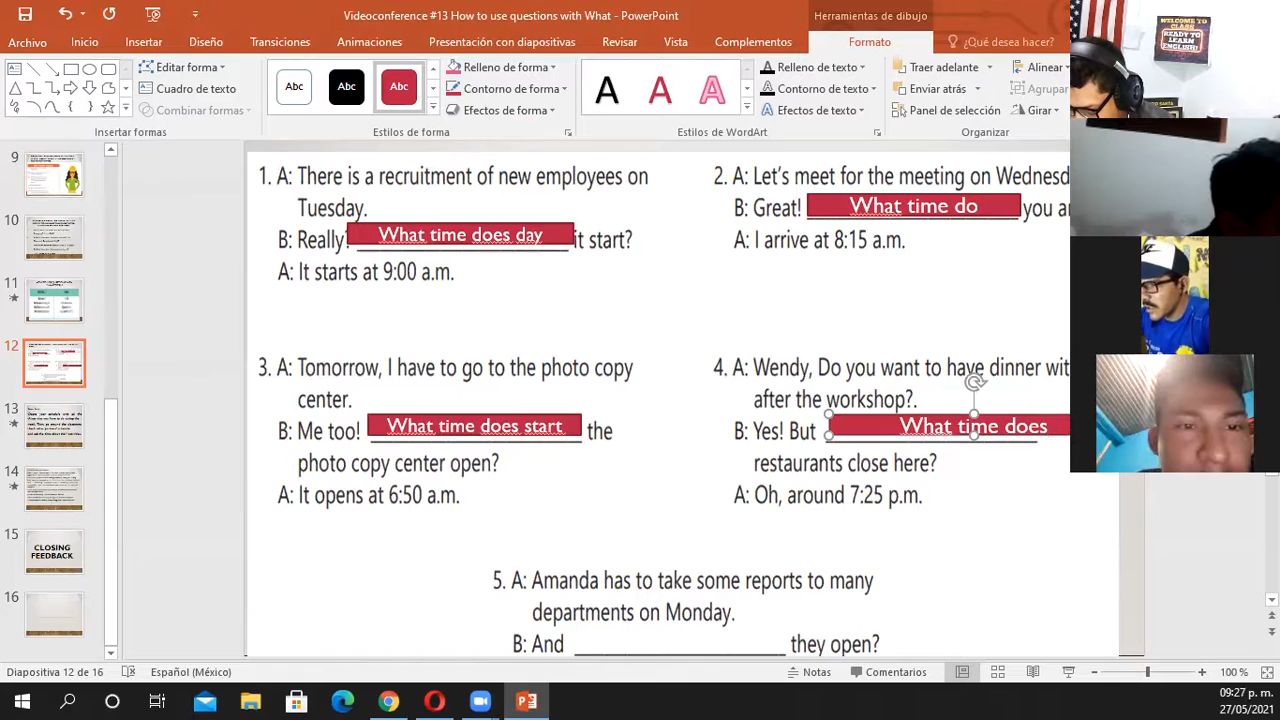 Videoconference #13 How to use questions with What - PowerPoint
Herramientas de dibujo
Archivo Inicio Insertar Diseño Transiciones Animaciones Presentación con diapositivas Revisar Vista Complementos Formato ¿Qué desea hacer?
Editar forma
Cuadro de texto
Combinar formas
Insertar formas
Abc Abc Abc
Relleno de forma
Contorno de forma
Efectos de forma
Estilos de forma
A A A
Relleno de texto
Contorno de texto
Efectos de texto
Estilos de WordArt
Traer adelante
Enviar atrás
Panel de selección
Alinear
Agrupar
Girar
Organizar
WELCOME TO
CLASS
READY TO
LEARN
ENGLISH!
9
10
11
12
13
14
15
CLOSING
FEEDBACK
16
1. A: There is a recruitment of new employees on
Tuesday.
B: Really? What time does day it start?
A: It starts at 9:00 a.m.
2. A: Let's meet for the meeting on Wednesd
B: Great! What time do you ar
A: I arrive at 8:15 a.m.
3. A: Tomorrow, I have to go to the photo copy
center.
B: Me too! What time does start the
photo copy center open?
A: It opens at 6:50 a.m.
4. A: Wendy, Do you want to have dinner wit
after the workshop?.
B: Yes! But What time does
restaurants close here?
A: Oh, around 7:25 p.m.
5. A: Amanda has to take some reports to many
departments on Monday.
B: And ____________________ they open?
Diapositiva 12 de 16 Español (México) Notas Comentarios 100 %
09:27 p. m.
27/05/2021